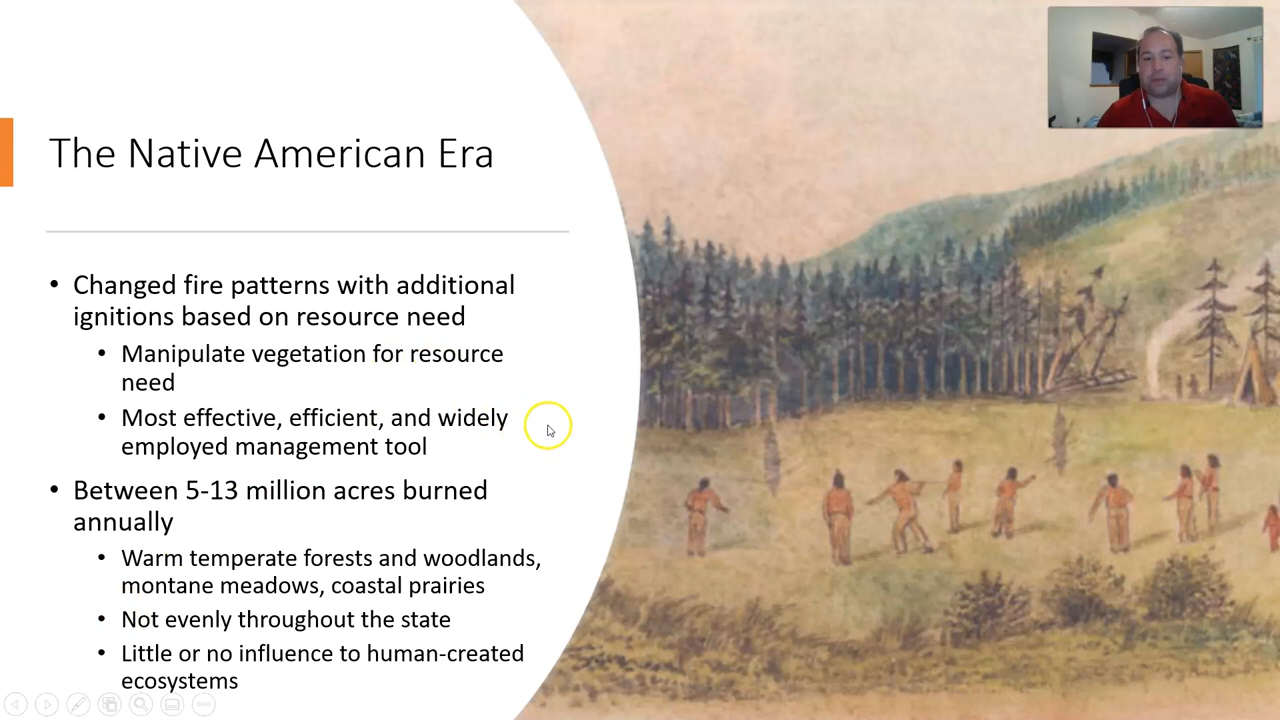 The Native American Era
• Changed fire patterns with additional
ignitions based on resource need
• Manipulate vegetation for resource
need
• Most effective, efficient, and widely
employed management tool
• Between 5-13 million acres burned
annually
• Warm temperate forests and woodlands,
montane meadows, coastal prairies
• Not evenly throughout the state
• Little or no influence to human-created
ecosystems